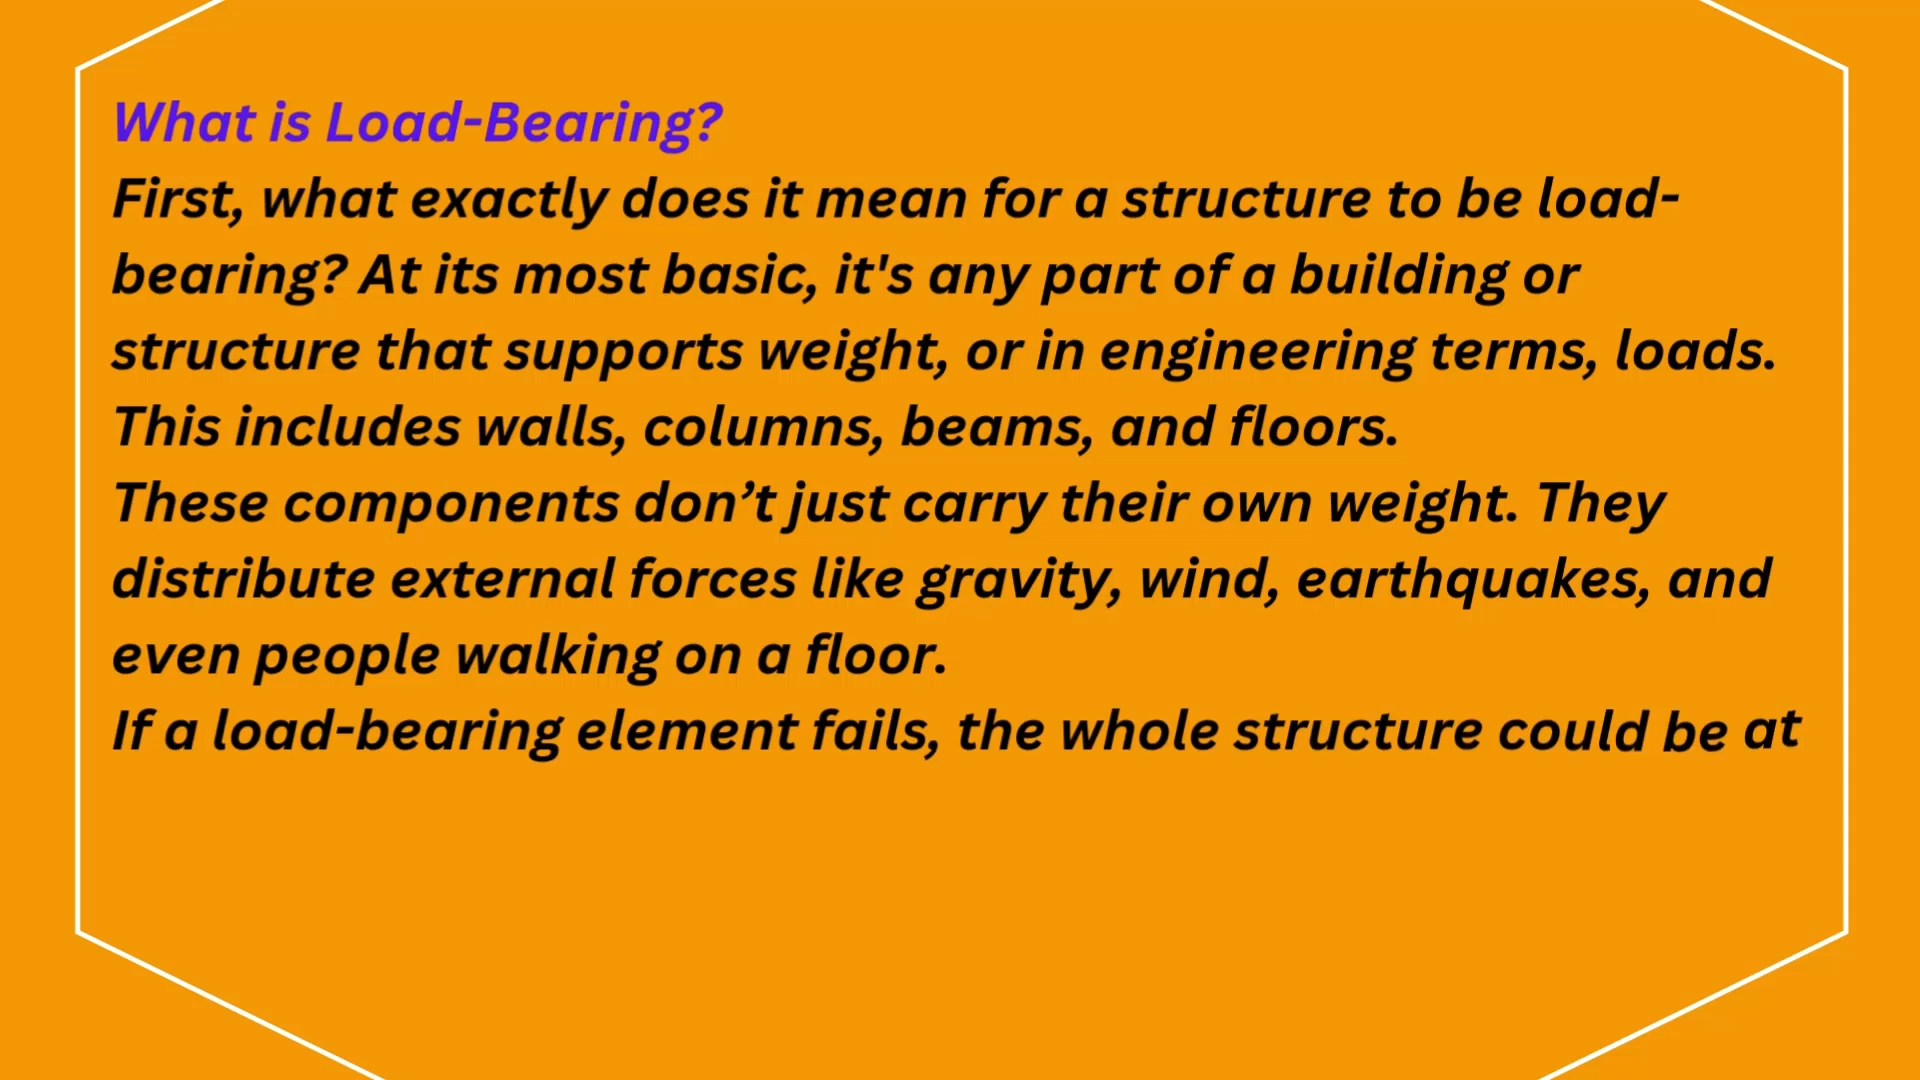 What is Load-Bearing?
First, what exactly does it mean for a structure to be load-
bearing? At its most basic, it's any part of a building or
structure that supports weight, or in engineering terms, loads.
This includes walls, columns, beams, and floors.
These components don’t just carry their own weight. They
distribute external forces like gravity, wind, earthquakes, and
even people walking on a floor.
If a load-bearing element fails, the whole structure could be at